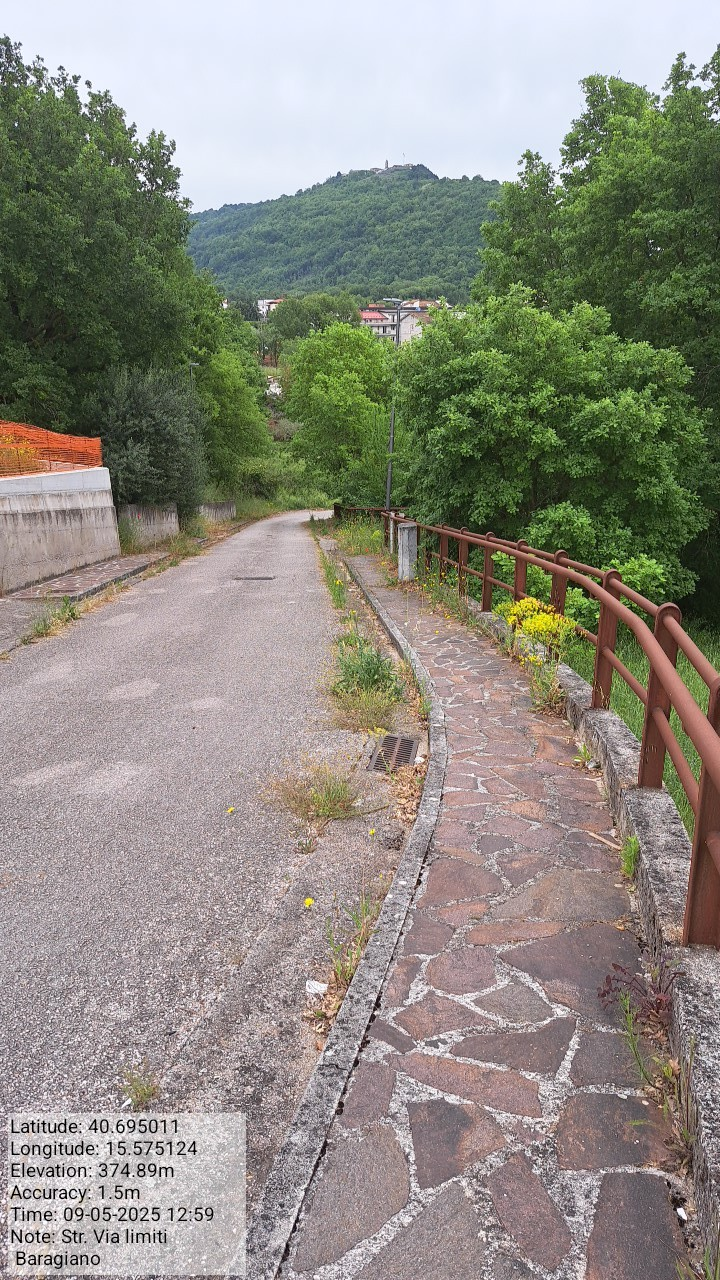 Latitude: 40.695011
Longitude: 15.575124
Elevation: 374.89m
Accuracy: 1.5m
Time: 09-05-2025 12:59
Note: Str. Via limiti
Baragiano